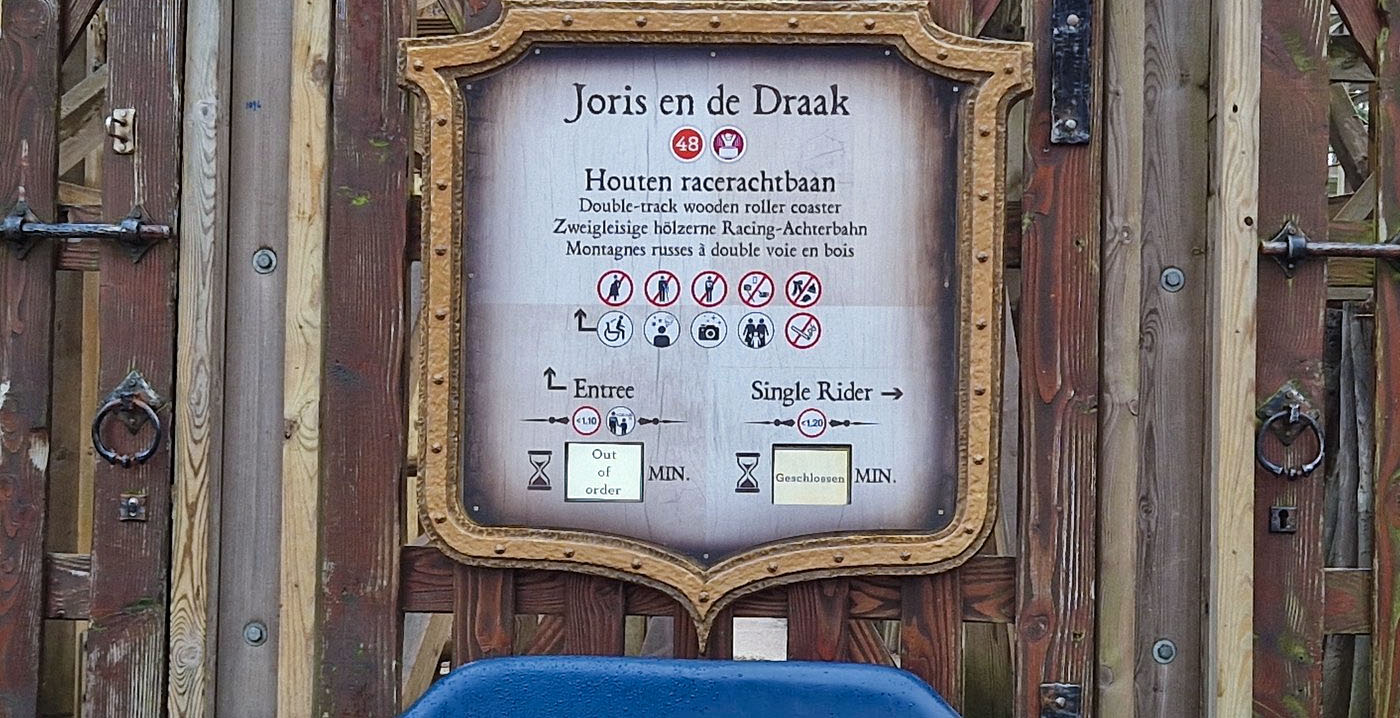 Joris en de Draak
48
Houten racerachtbaan
Double-track wooden roller coaster
Zweigleisige hölzerne Racing-Achterbahn
Montagnes russes à double voie en bois
Entree
<1.10
Out
of
order
MIN.
Single Rider
<1.20
Geschlossen
MIN.